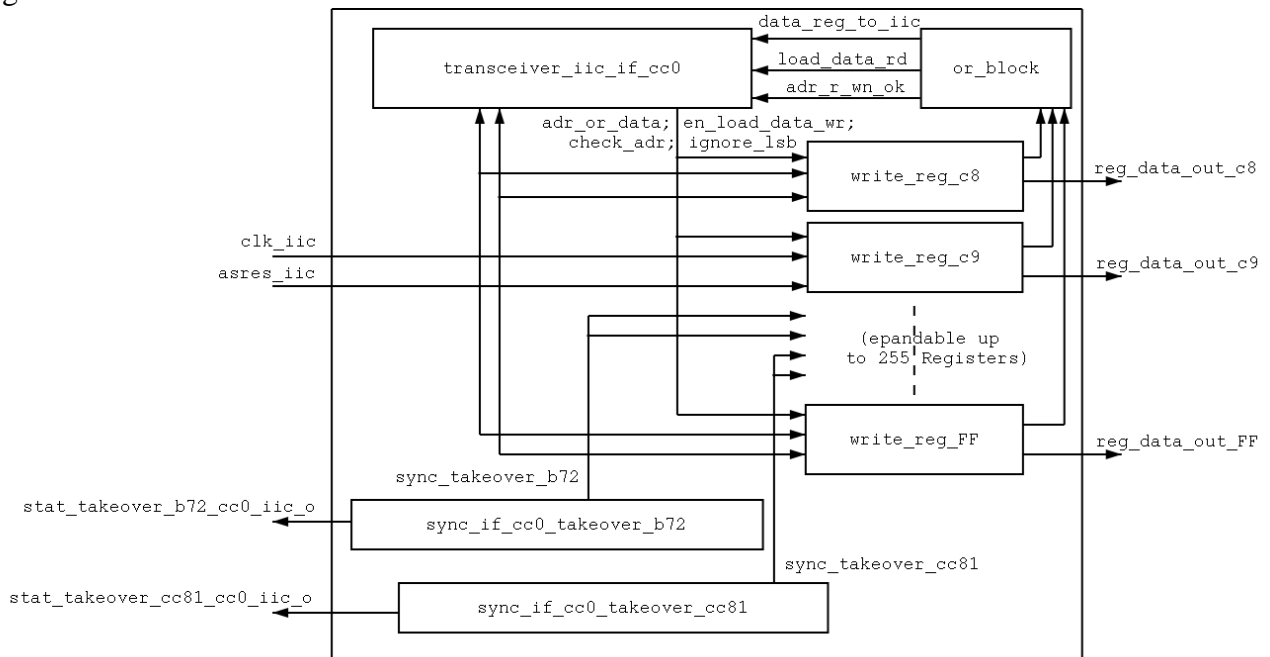 g
data_reg_to_iic
transceiver_iic_if_cc0
load_data_rd
or_block
adr_r_wn_ok
adr_or_data; en_load_data_wr;
check_adr; ignore_lsb
write_reg_c8
reg_data_out_c8
clk_iic
write_reg_c9
reg_data_out_c9
asres_iic
(epandable up
to 255 Registers)
write_reg_FF
reg_data_out_FF
sync_takeover_b72
stat_takeover_b72_cc0_iic_o
sync_if_cc0_takeover_b72
sync_takeover_cc81
stat_takeover_cc81_cc0_iic_o
sync_if_cc0_takeover_cc81